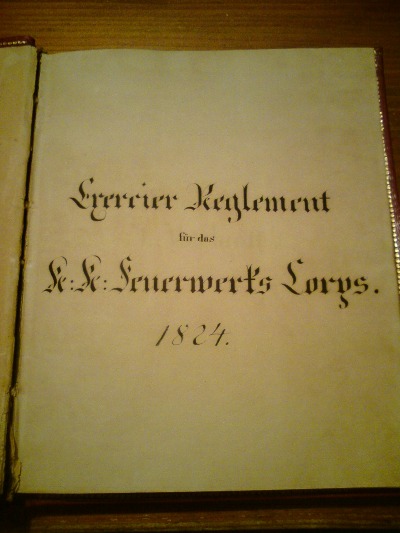 Exercier Reglement
für das
K: K: Feuerwerks Corps.
1824.